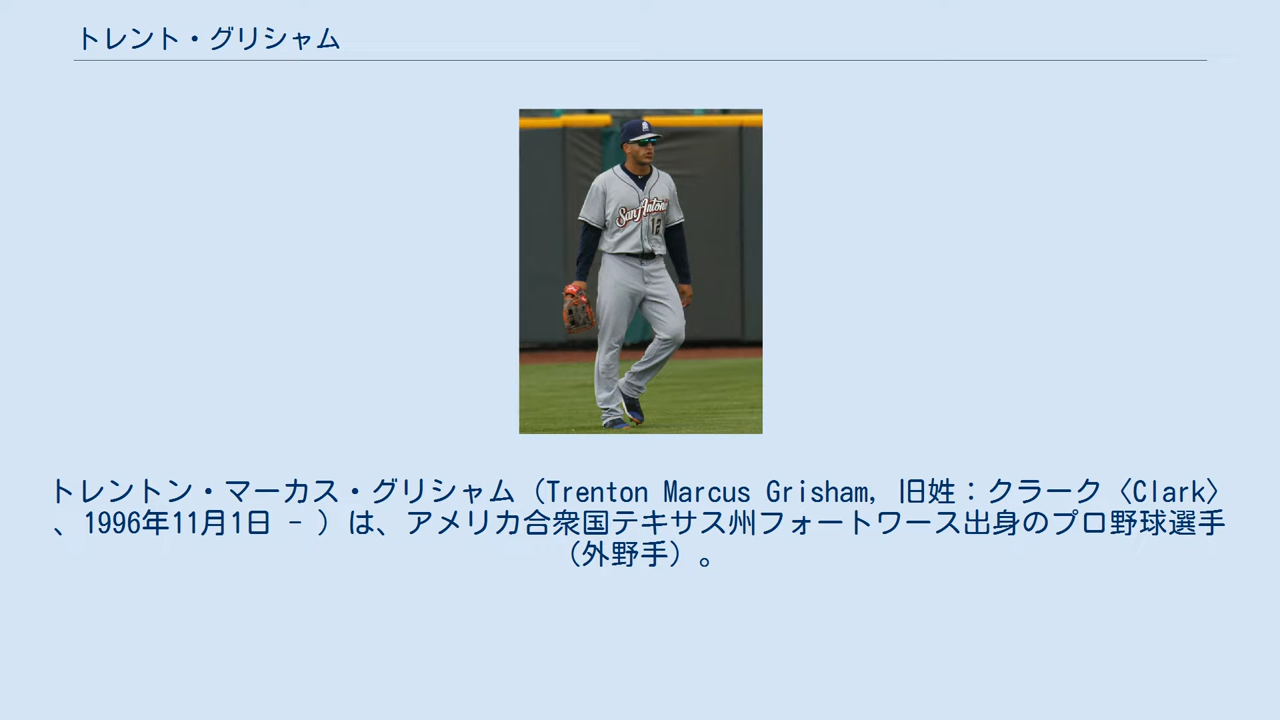 トレント・グリシャム
San Antonio
12
トレントン・マーカス・グリシャム（Trenton Marcus Grisham, 旧姓：クラーク〈Clark〉
、1996年11月1日 - ）は、アメリカ合衆国テキサス州フォートワース出身のプロ野球選手
（外野手）。